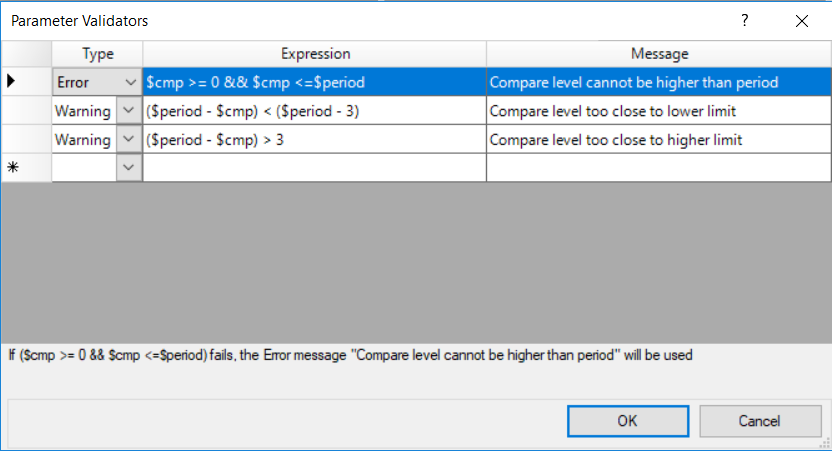 Parameter Validators ?
Type Expression Message
Error $cmp >= 0 && $cmp <=$period Compare level cannot be higher than period
Warning ($period - $cmp) < ($period - 3) Compare level too close to lower limit
Warning ($period - $cmp) > 3 Compare level too close to higher limit
If ($cmp >= 0 && $cmp <=$period) fails, the Error message "Compare level cannot be higher than period" will be used
OK Cancel